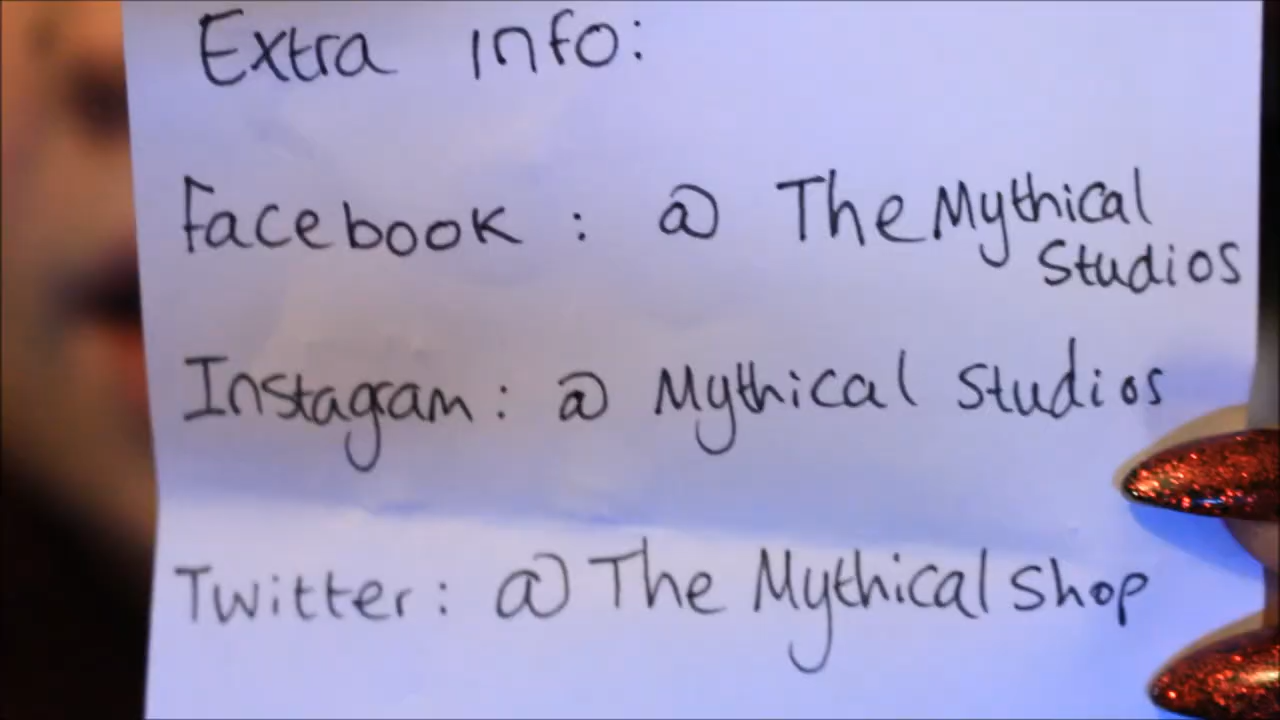 Extra info:
Facebook : @ The Mythical
Studios
Instagram : @ Mythical Studios
Twitter : @ The Mythical Shop